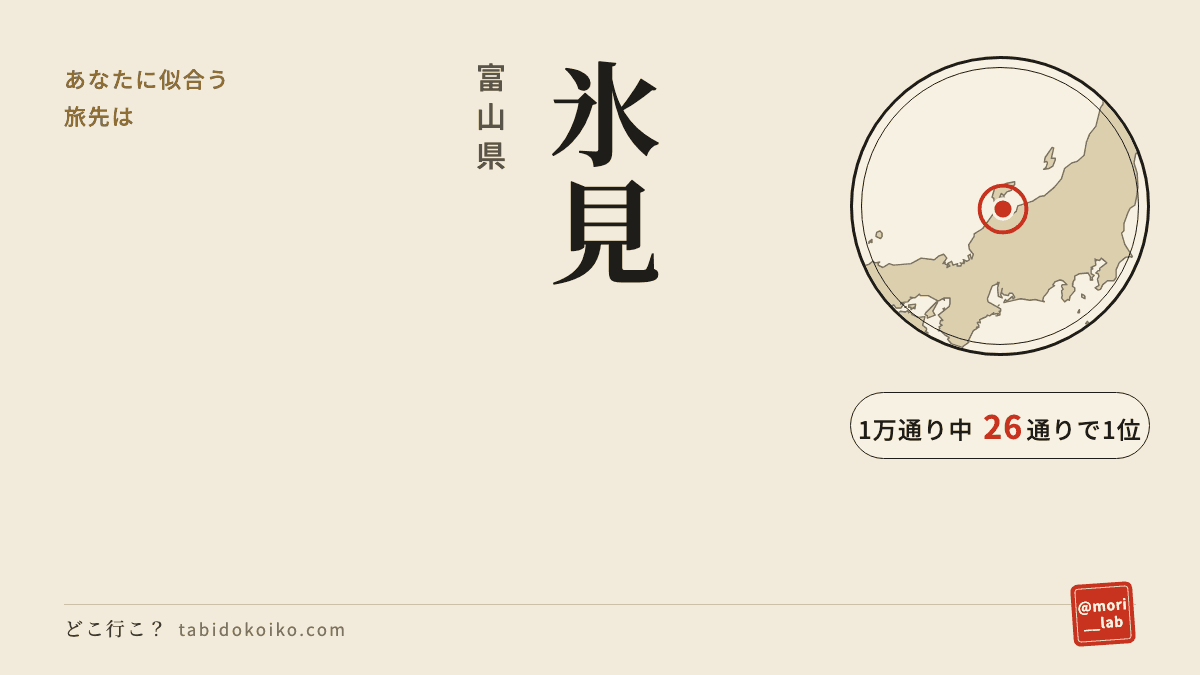 あなたに似合う
旅先は
氷見
富山県
1万通り中 26通りで1位
どこ行こ？ tabidokoiko.com
@mori
__lab